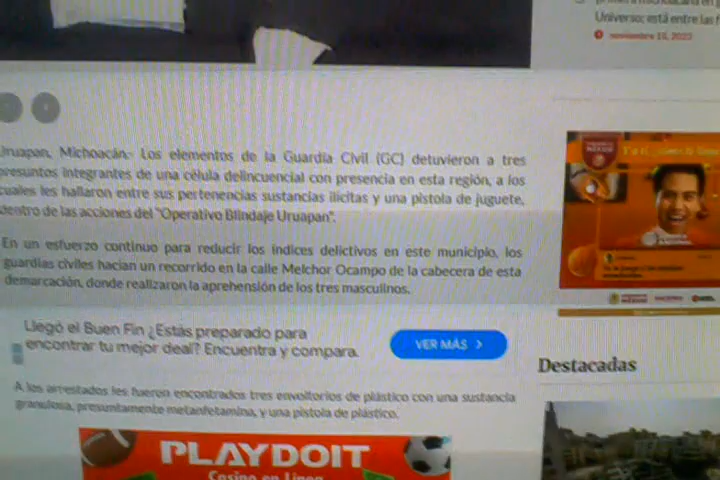 Universo; está entre las
noviembre 15, 2023
Uruapan, Michoacán.- Los elementos de la Guardia Civil (GC) detuvieron a tres
presuntos integrantes de una célula delincuencial con presencia en esta región, a los
cuales les hallaron entre sus pertenencias sustancias ilícitas y una pistola de juguete,
dentro de las acciones del "Operativo Blindaje Uruapan".
En un esfuerzo continuo para reducir los índices delictivos en este municipio, los
guardias civiles hacían un recorrido en la calle Melchor Ocampo de la cabecera de esta
demarcación, donde realizaron la aprehensión de los tres masculinos.
Llegó el Buen Fin ¿Estás preparado para
encontrar tu mejor deal? Encuentra y compara.
VER MÁS >
Destacadas
A los arrestados les fueron encontrados tres envoltorios de plástico con una sustancia
granulosa, presuntamente metanfetamina, y una pistola de plástico.
PLAYDOIT
Casino en Línea